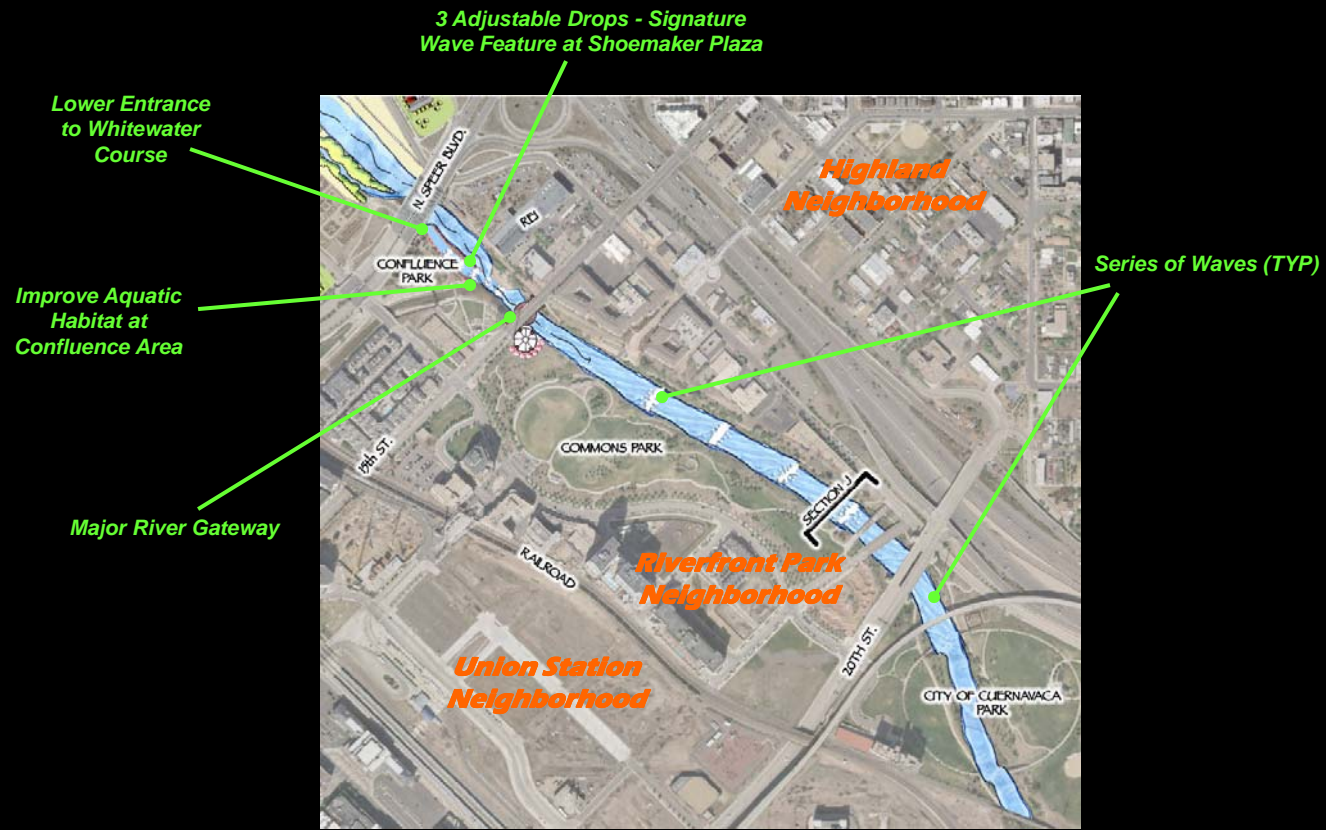 3 Adjustable Drops - Signature
Wave Feature at Shoemaker Plaza
Lower Entrance
to Whitewater
Course
N. SPEER BLVD.
Highland
Neighborhood
RES
CONFLUENCE
PARK
Series of Waves (TYP)
Improve Aquatic
Habitat at
Confluence Area
15th ST.
COMMONS PARK
SECTION J
Major River Gateway
RAILROAD
Riverfront Park
Neighborhood
20TH ST.
Union Station
Neighborhood
CITY OF CUERNAVACA
PARK